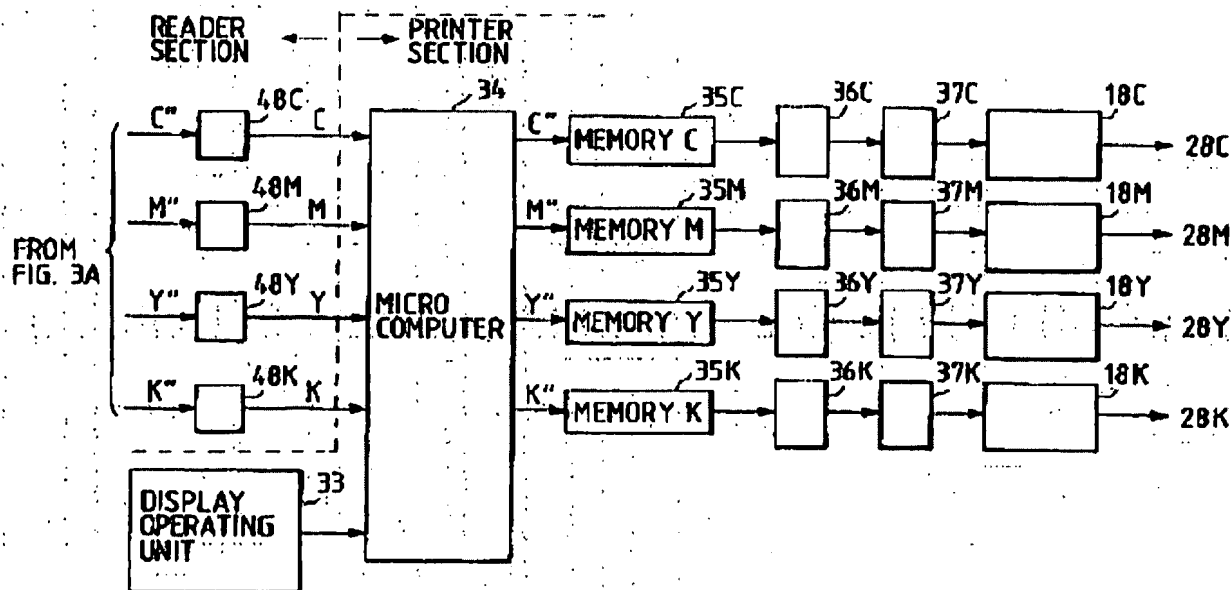 READER
SECTION
PRINTER
SECTION
34
48C
C"
C
C"
35C
MEMORY C
36C
37C
18C
28C
48M
M"
M
M"
35M
MEMORY M
36M
37M
18M
28M
FROM
FIG. 3A
48Y
Y"
Y
MICRO
COMPUTER
Y"
35Y
MEMORY Y
36Y
37Y
18Y
28Y
48K
K"
K
K"
35K
MEMORY K
36K
37K
18K
28K
33
DISPLAY
OPERATING
UNIT